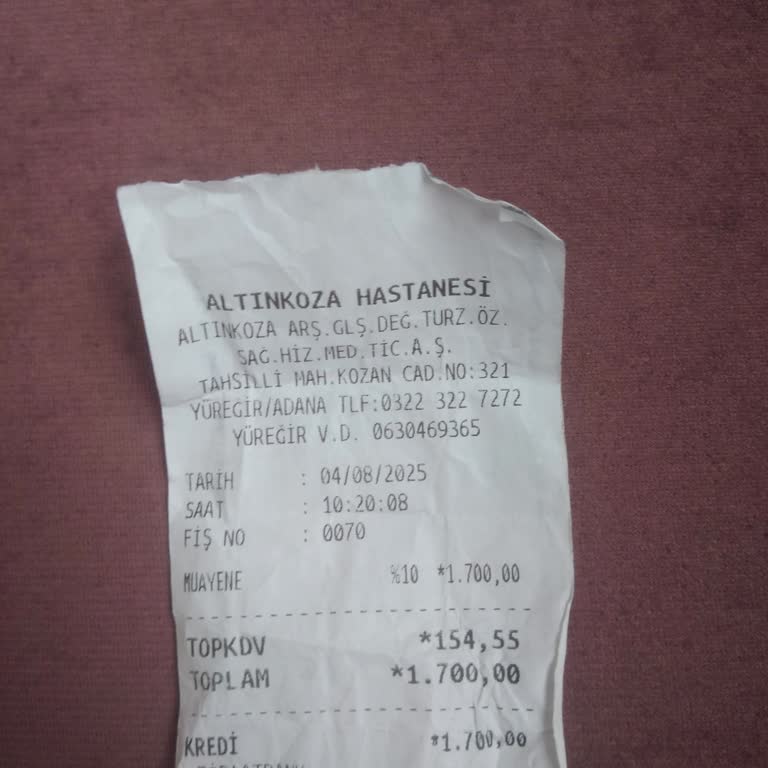 ALTINKOZA HASTANESİ
ALTINKOZA ARŞ.GLŞ.DEĞ.TURZ.ÖZ.
SAĞ.HİZ.MED.TİC.A.Ş.
TAHSİLLİ MAH.KOZAN CAD.NO:321
YÜREĞİR/ADANA TLF:0322 322 7272
YÜREĞİR V.D. 0630469365
TARİH : 04/08/2025
SAAT : 10:20:08
FİŞ NO : 0070
MUAYENE %10 *1.700,00
TOPKDV *154,55
TOPLAM *1.700,00
KREDİ *1.700,00